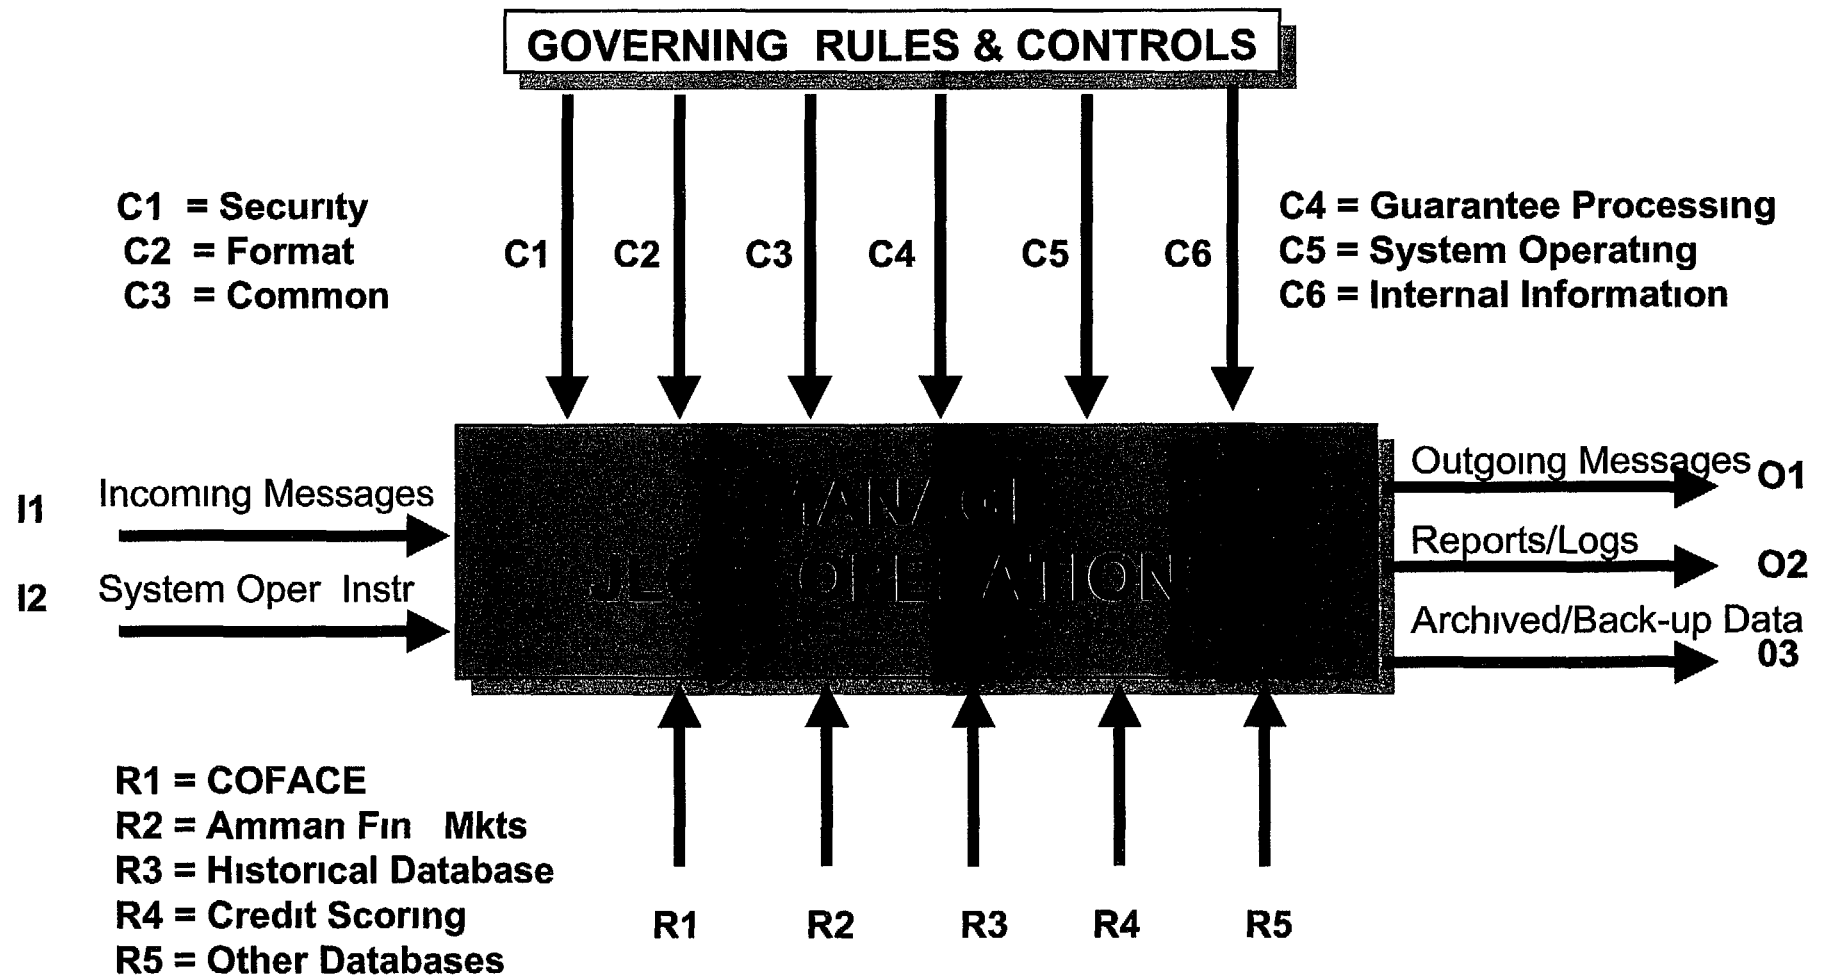 GOVERNING RULES & CONTROLS
C1 = Security
C2 = Format
C3 = Common
C1 C2 C3 C4 C5 C6
C4 = Guarantee Processing
C5 = System Operating
C6 = Internal Information
I1 Incoming Messages
I2 System Oper Instr
Outgoing Messages O1
Reports/Logs O2
Archived/Back-up Data
03
R1 = COFACE
R2 = Amman Fin Mkts
R3 = Historical Database
R4 = Credit Scoring
R5 = Other Databases
R1 R2 R3 R4 R5